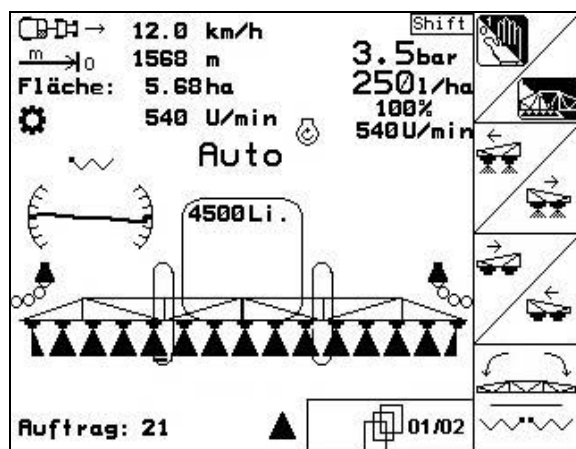 Shift
12.0 km/h
m
0
1568 m
3.5bar
Fläche: 5.68ha
250l/ha
100%
540 U/min
540U/min
Auto
4500Li.
Auftrag: 21
01/02